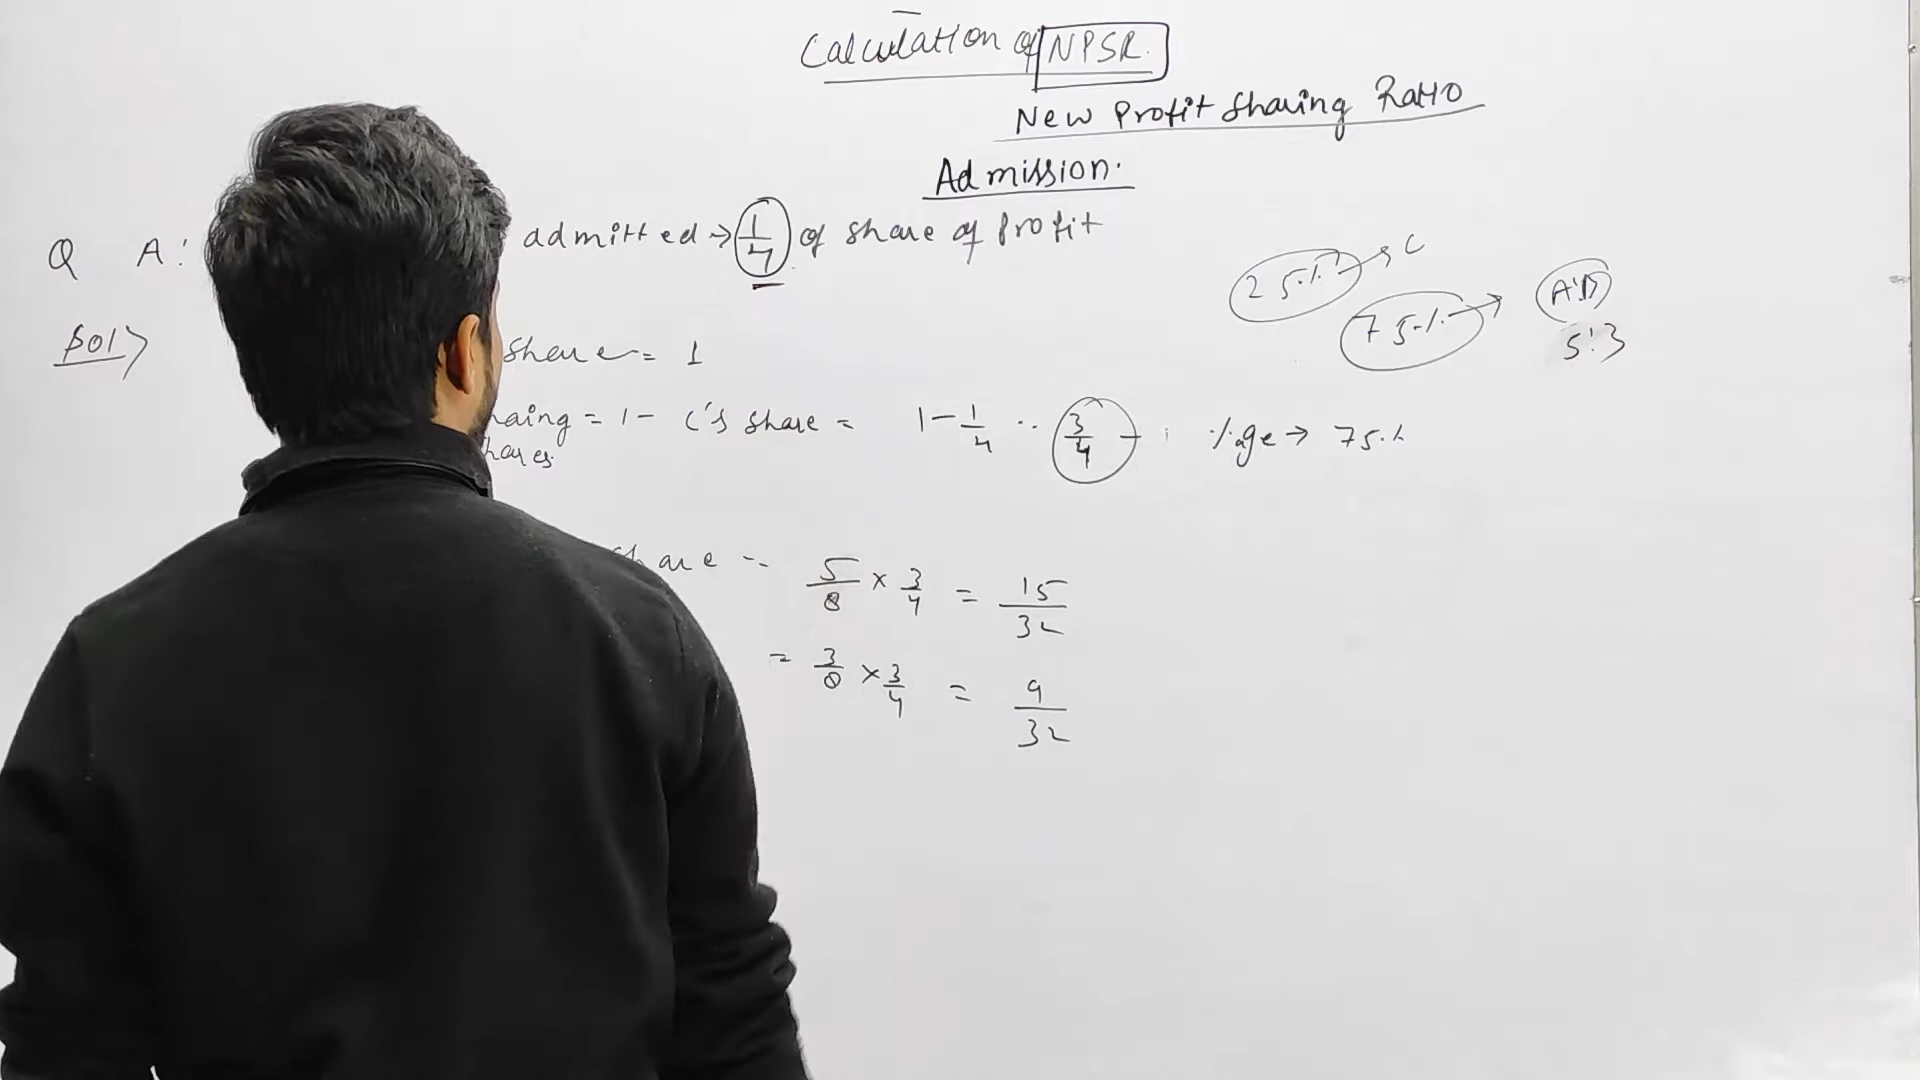 Calculation of NPSR.
New Profit Sharing Ratio
Admission.
Q A: admitted → 1/4 of share of Profit
25% → C
75% → A:B
5:3
Sol>
Share = 1
haing = 1 - C's share = 1 - 1/4 .. 3/4 - : %age → 75%
hares
share -- 5/8 × 3/4 = 15/32
= 3/8 × 3/4 = 9/32